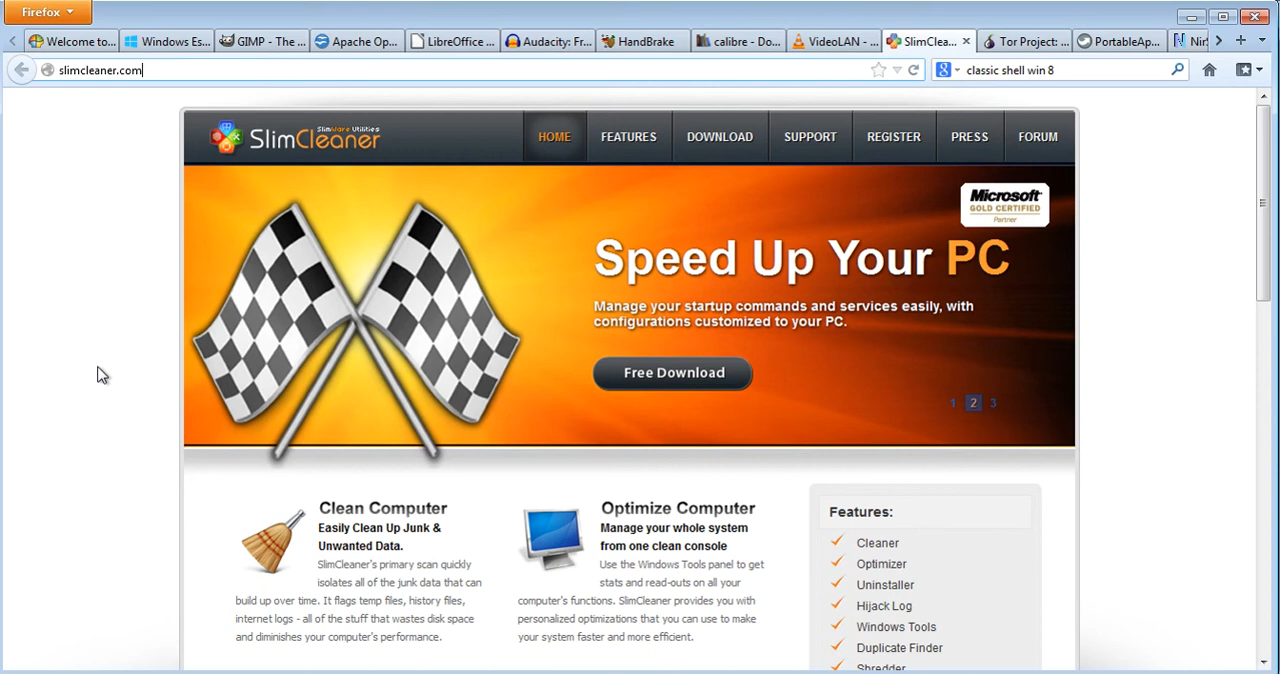 Firefox
Welcome to...
Windows Es...
GIMP - The ...
Apache Op...
LibreOffice ...
Audacity: Fr...
HandBrake
calibre - Do...
VideoLAN - ...
SlimClea...
Tor Project: ...
PortableAp...
slimcleaner.com
classic shell win 8
SlimWare Utilities
SlimCleaner
HOME
FEATURES
DOWNLOAD
SUPPORT
REGISTER
PRESS
FORUM
Microsoft
GOLD CERTIFIED
Partner
Speed Up Your PC
Manage your startup commands and services easily, with
configurations customized to your PC.
Free Download
1 2 3
Clean Computer
Easily Clean Up Junk &
Unwanted Data.
SlimCleaner's primary scan quickly
isolates all of the junk data that can
build up over time. It flags temp files, history files,
internet logs - all of the stuff that wastes disk space
and diminishes your computer's performance.
Optimize Computer
Manage your whole system
from one clean console
Use the Windows Tools panel to get
stats and read-outs on all your
computer's functions. SlimCleaner provides you with
personalized optimizations that you can use to make
your system faster and more efficient.
Features:
Cleaner
Optimizer
Uninstaller
Hijack Log
Windows Tools
Duplicate Finder
Shredder